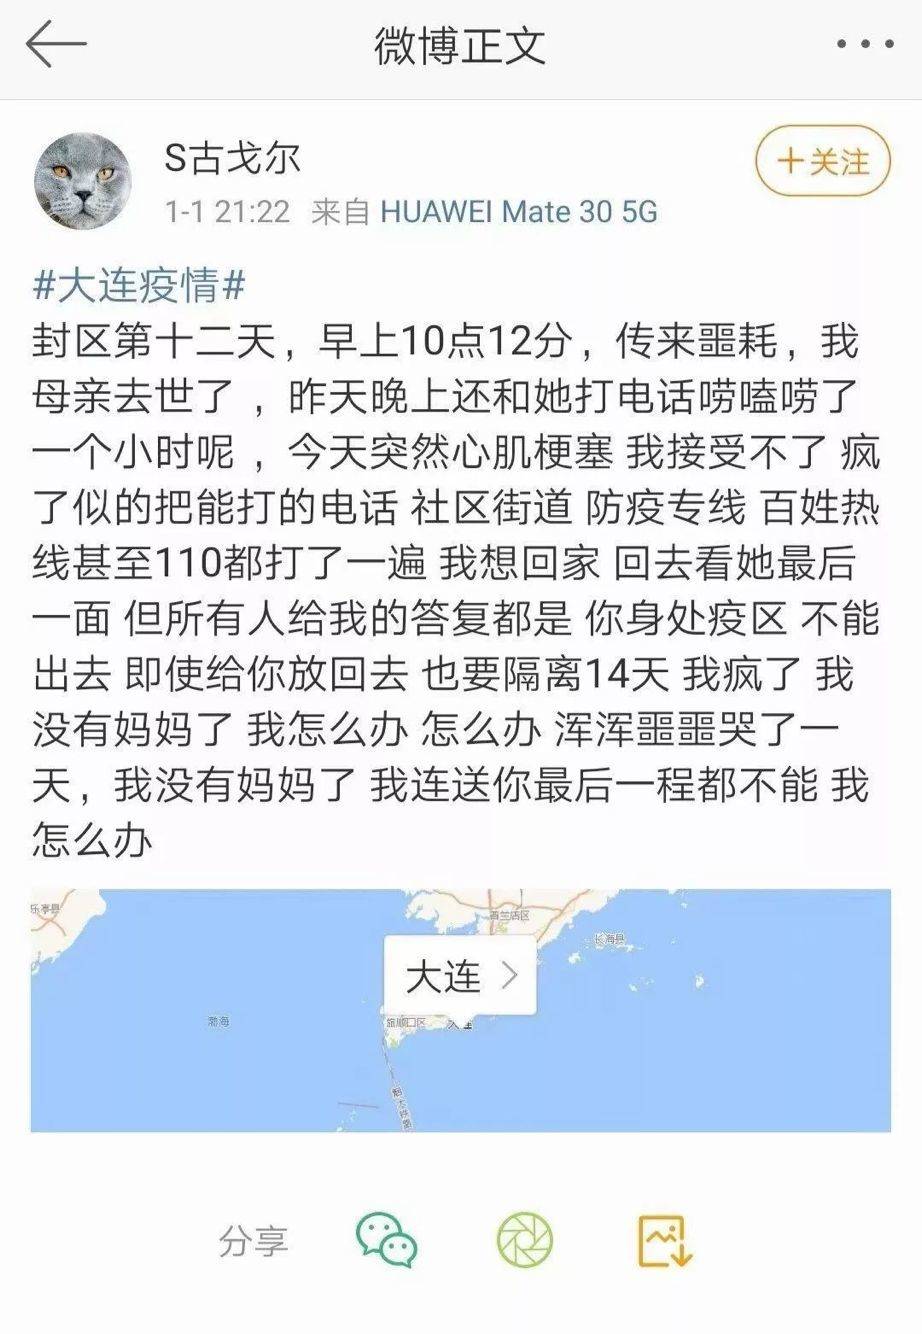 微博正文
S古戈尔
+关注
1-1 21:22 来自 HUAWEI Mate 30 5G
#大连疫情#
封区第十二天，早上10点12分，传来噩耗，我
母亲去世了 ，昨天晚上还和她打电话唠嗑唠了
一个小时呢 ，今天突然心肌梗塞 我接受不了 疯
了似的把能打的电话 社区街道 防疫专线 百姓热
线甚至110都打了一遍 我想回家 回去看她最后
一面 但所有人给我的答复都是 你身处疫区 不能
出去 即使给你放回去 也要隔离14天 我疯了 我
没有妈妈了 我怎么办 怎么办 浑浑噩噩哭了一
天，我没有妈妈了 我连送你最后一程都不能 我
怎么办
乐亭县
普兰店区
长海县
大连
渤海
旅顺口区
大连
烟大铁路
分享